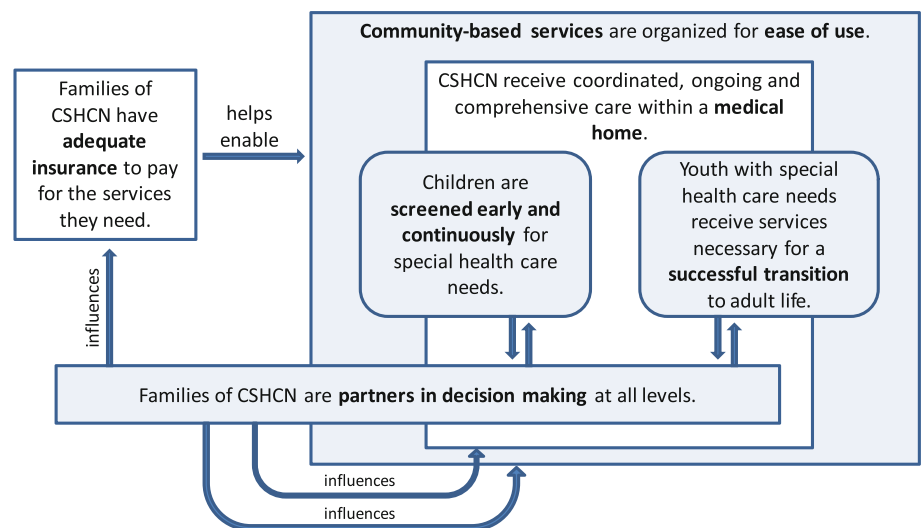 Community-based services are organized for ease of use.
Families of
CSHCN have
adequate
insurance to pay
for the services
they need.
helps
enable
CSHCN receive coordinated, ongoing and
comprehensive care within a medical
home.
Children are
screened early and
continuously for
special health care
needs.
Youth with special
health care needs
receive services
necessary for a
successful transition
to adult life.
influences
Families of CSHCN are partners in decision making at all levels.
influences
influences